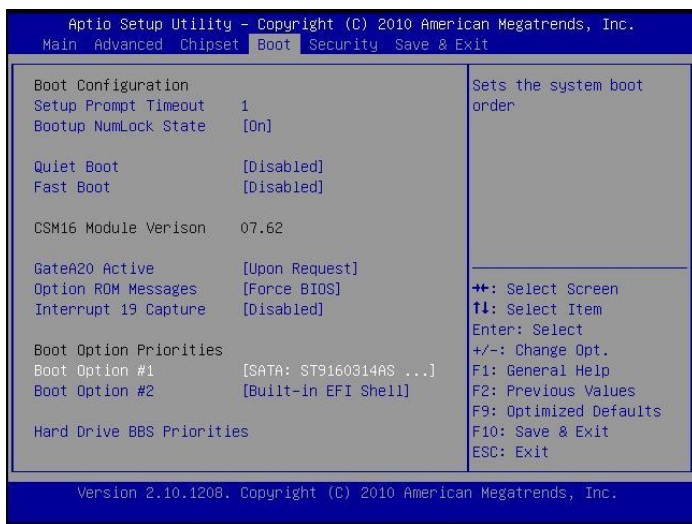 Aptio Setup Utility – Copyright (C) 2010 American Megatrends, Inc.
Main Advanced Chipset Boot Security Save & Exit
Boot Configuration
Setup Prompt Timeout 1
Bootup NumLock State [On]
Quiet Boot [Disabled]
Fast Boot [Disabled]
CSM16 Module Verison 07.62
GateA20 Active [Upon Request]
Option ROM Messages [Force BIOS]
Interrupt 19 Capture [Disabled]
Boot Option Priorities
Boot Option #1 [SATA: ST9160314AS ...]
Boot Option #2 [Built-in EFI Shell]
Hard Drive BBS Priorities
Sets the system boot
order
→←: Select Screen
↑↓: Select Item
Enter: Select
+/-: Change Opt.
F1: General Help
F2: Previous Values
F9: Optimized Defaults
F10: Save & Exit
ESC: Exit
Version 2.10.1208. Copyright (C) 2010 American Megatrends, Inc.